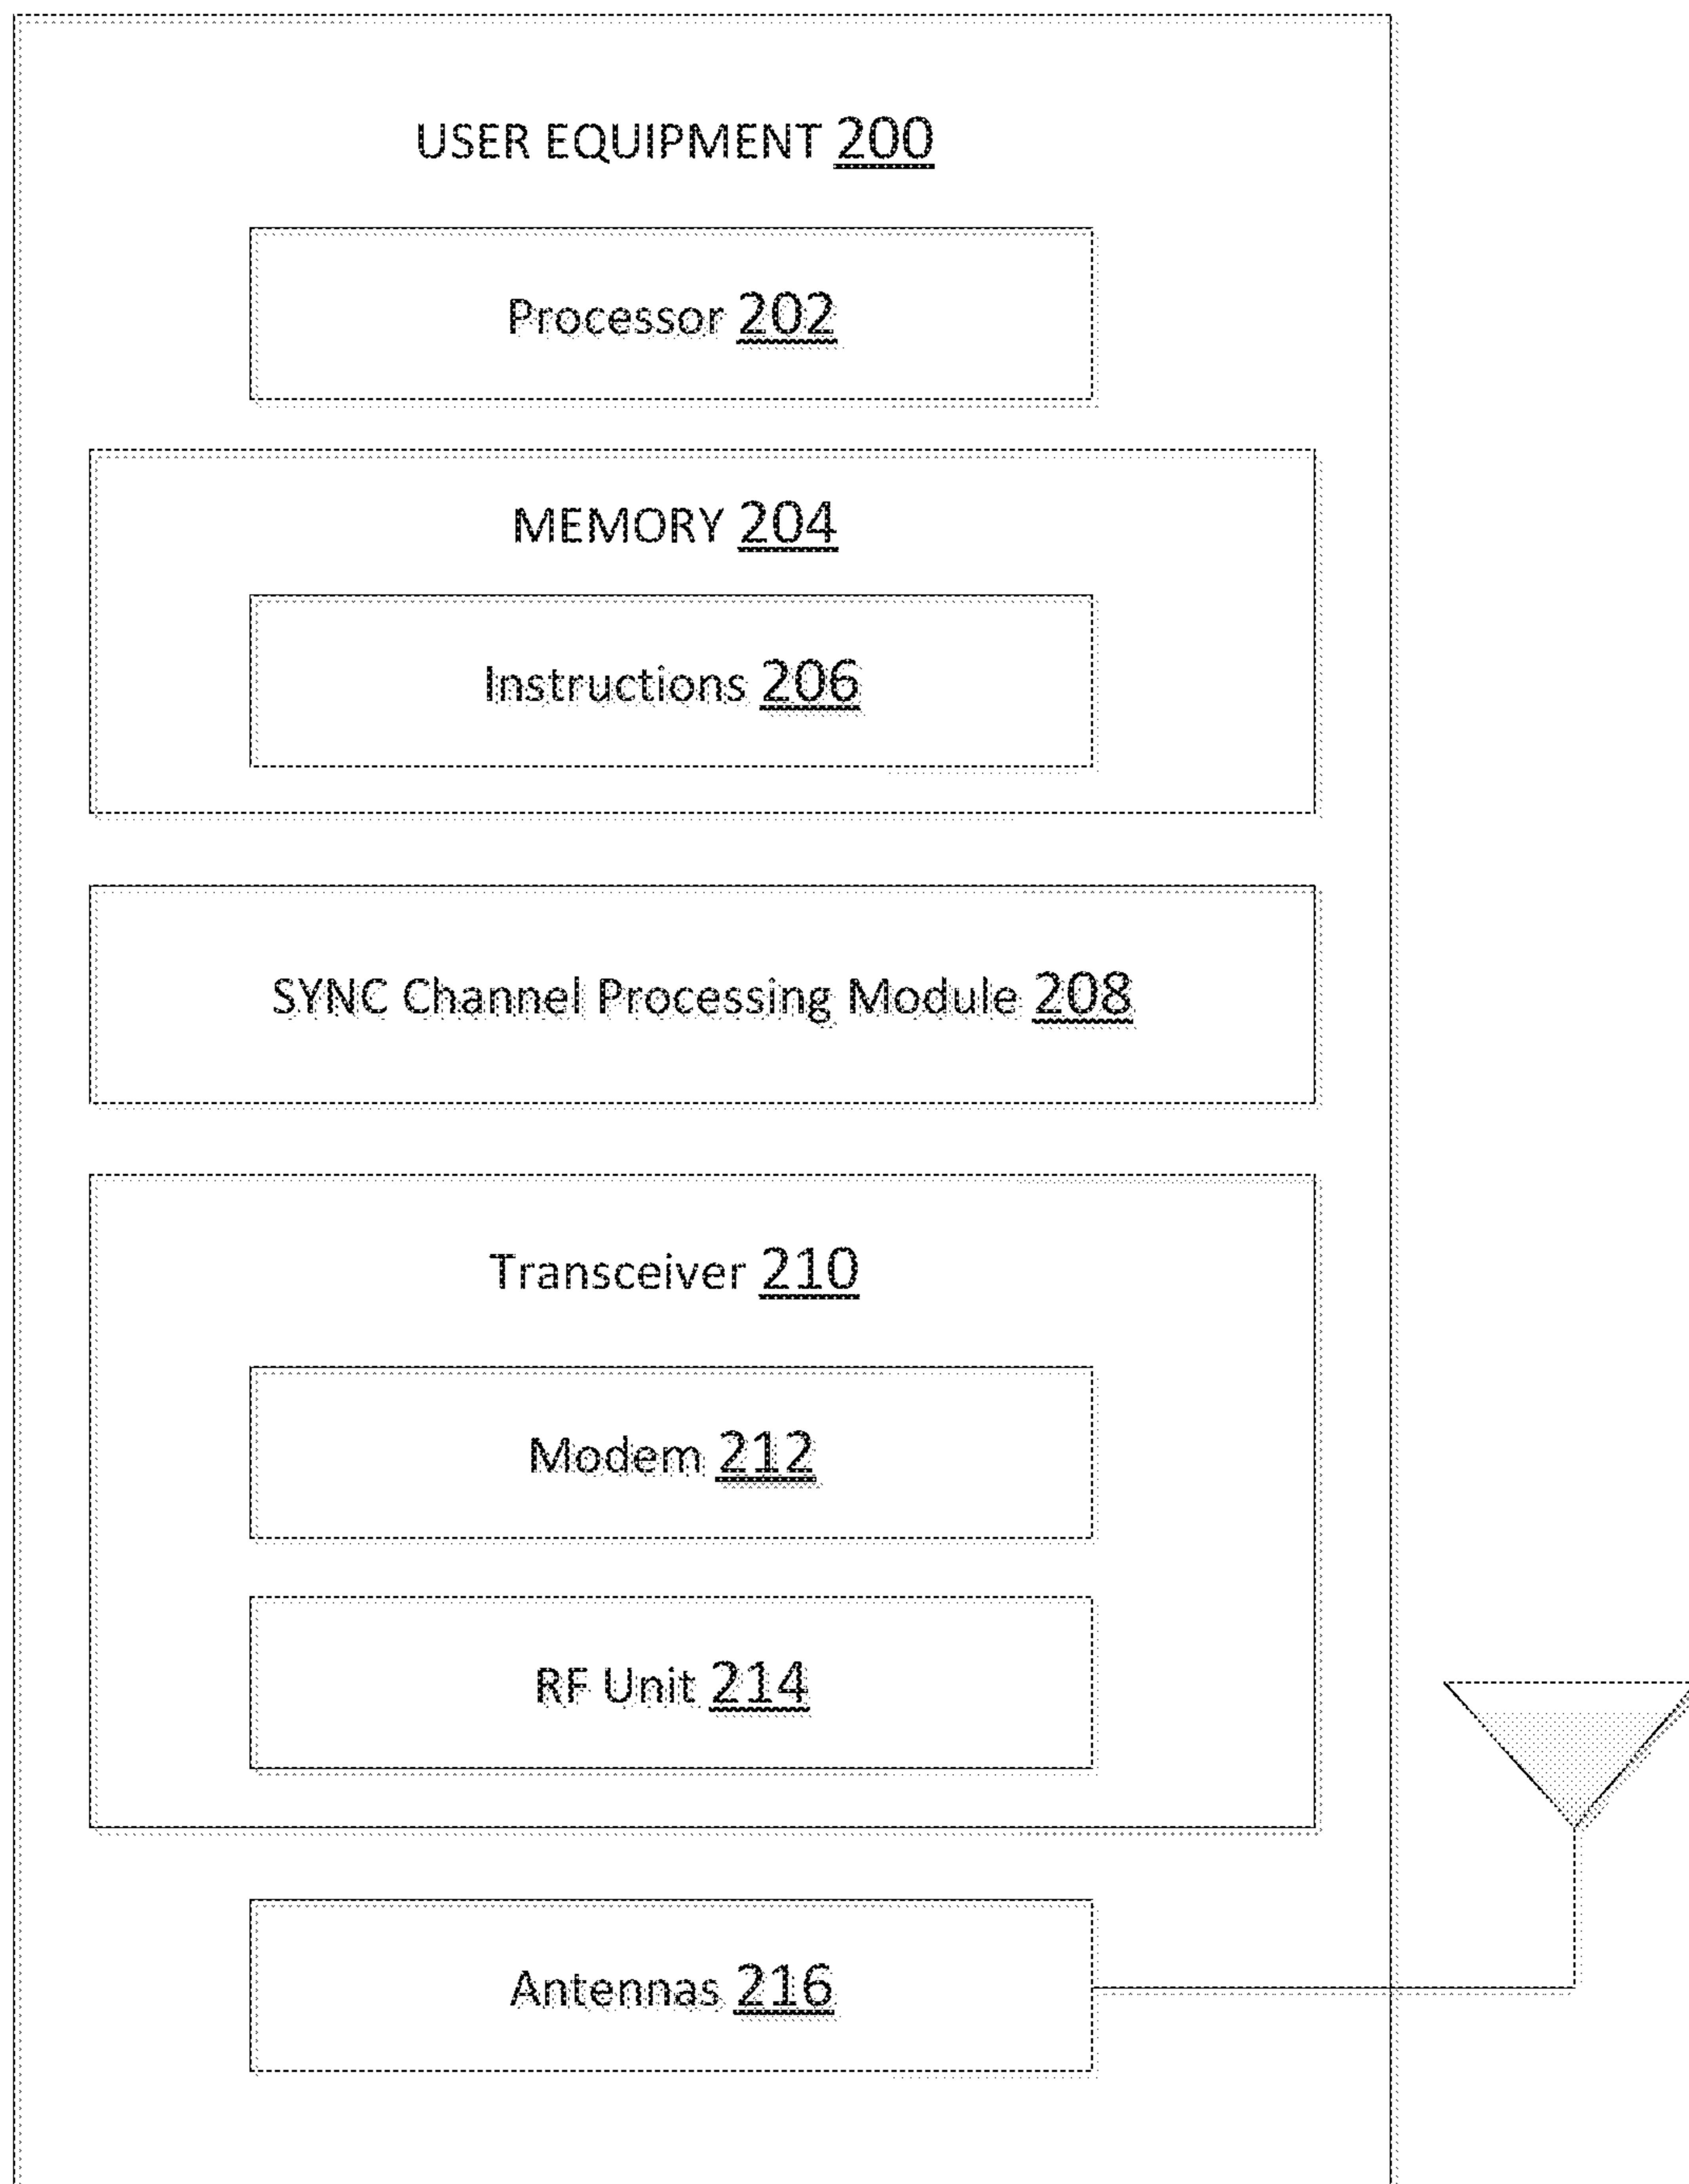 USER EQUIPMENT 200
Processor 202
MEMORY 204
Instructions 206
SYNC Channel Processing Module 208
Transceiver 210
Modem 212
RF Unit 214
Antennas 216